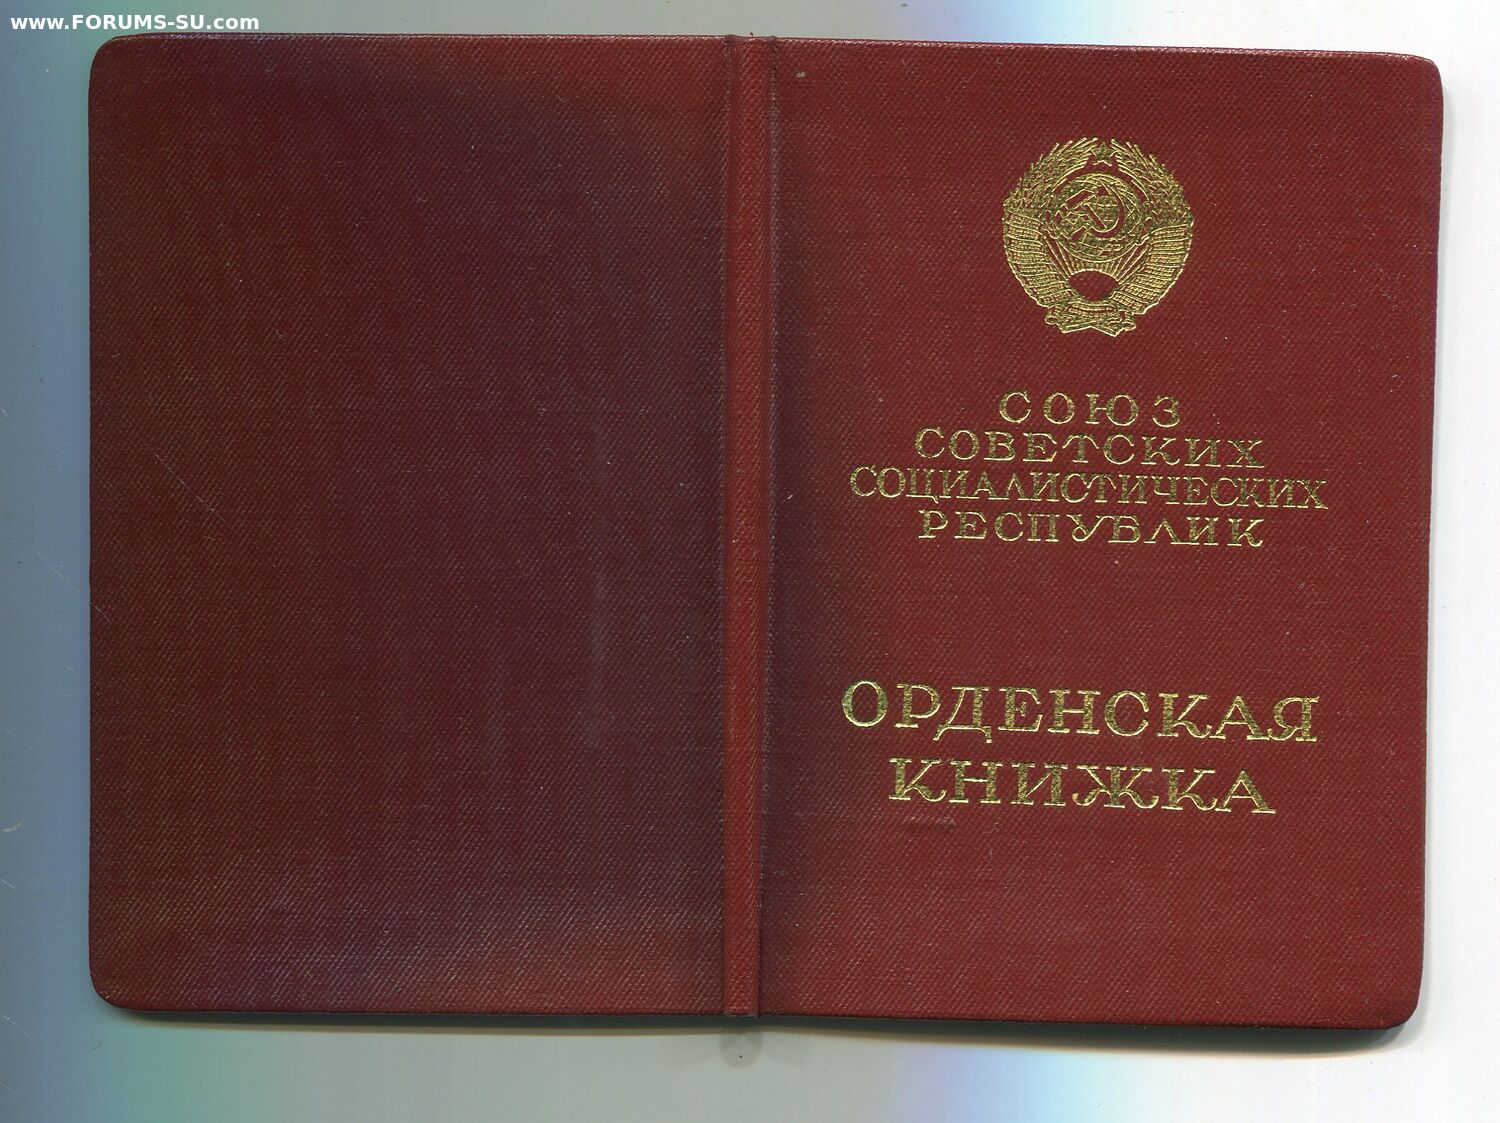 www.FORUMS-SU.com
СОЮЗ
СОВЕТСКИХ
СОЦИАЛИСТИЧЕСКИХ
РЕСПУБЛИК
ОРДЕНСКАЯ
КНИЖКА